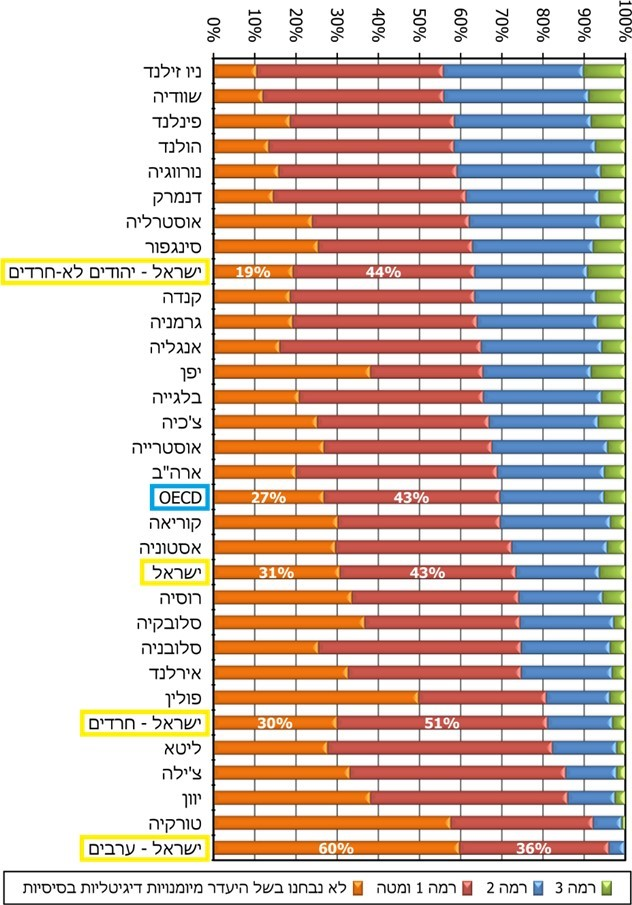 0% 10% 20% 30% 40% 50% 60% 70% 80% 90% 100%
ניו זילנד
שוודיה
פינלנד
הולנד
נורווגיה
דנמרק
אוסטרליה
סינגפור
ישראל - יהודים לא-חרדים 19% 44%
קנדה
גרמניה
אנגליה
יפן
בלגייה
צ'כיה
אוסטרייה
ארה"ב
OECD 27% 43%
קוריאה
אסטוניה
ישראל 31% 43%
רוסיה
סלובקיה
סלובניה
אירלנד
פולין
ישראל - חרדים 30% 51%
ליטא
צ'ילה
יוון
טורקיה
ישראל - ערבים 60% 36%
רמה 3 רמה 2 רמה 1 ומטה לא נבחנו בשל היעדר מיומנויות דיגיטליות בסיסיות